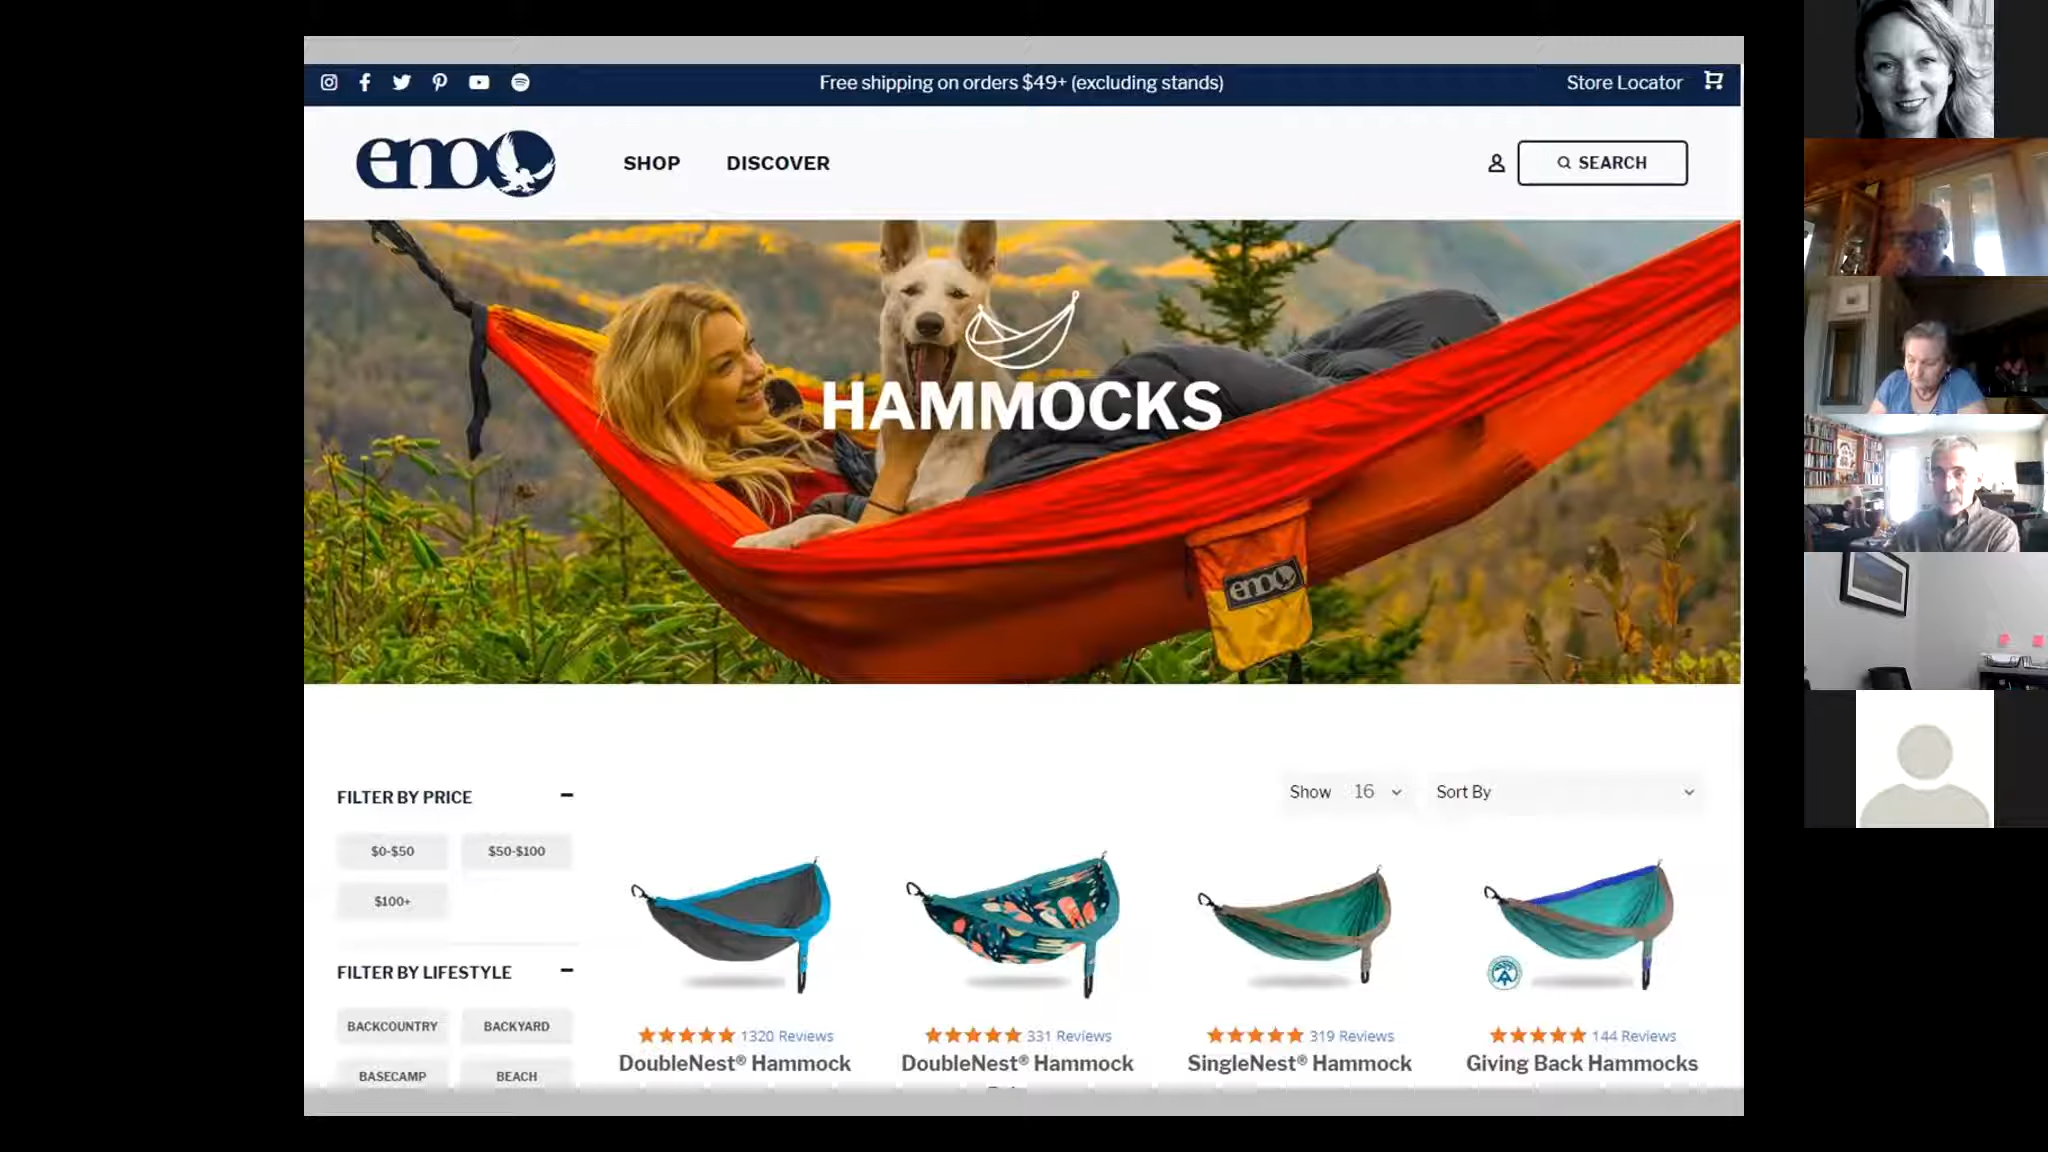 Free shipping on orders $49+ (excluding stands)
Store Locator
eno
SHOP
DISCOVER
SEARCH
HAMMOCKS
eno
FILTER BY PRICE
$0-$50
$50-$100
$100+
FILTER BY LIFESTYLE
BACKCOUNTRY
BACKYARD
BASECAMP
BEACH
Show 16
Sort By
1320 Reviews
DoubleNest® Hammock
331 Reviews
DoubleNest® Hammock
319 Reviews
SingleNest® Hammock
144 Reviews
Giving Back Hammocks